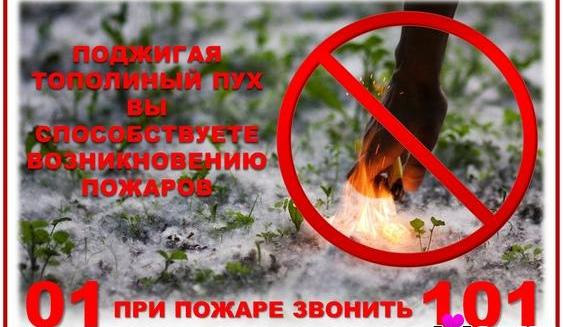 ПОДЖИГАЯ
ТОПОЛИНЫЙ ПУХ
ВЫ
СПОСОБСТВУЕТЕ
ВОЗНИКНОВЕНИЮ
ПОЖАРОВ
01 ПРИ ПОЖАРЕ ЗВОНИТЬ 101